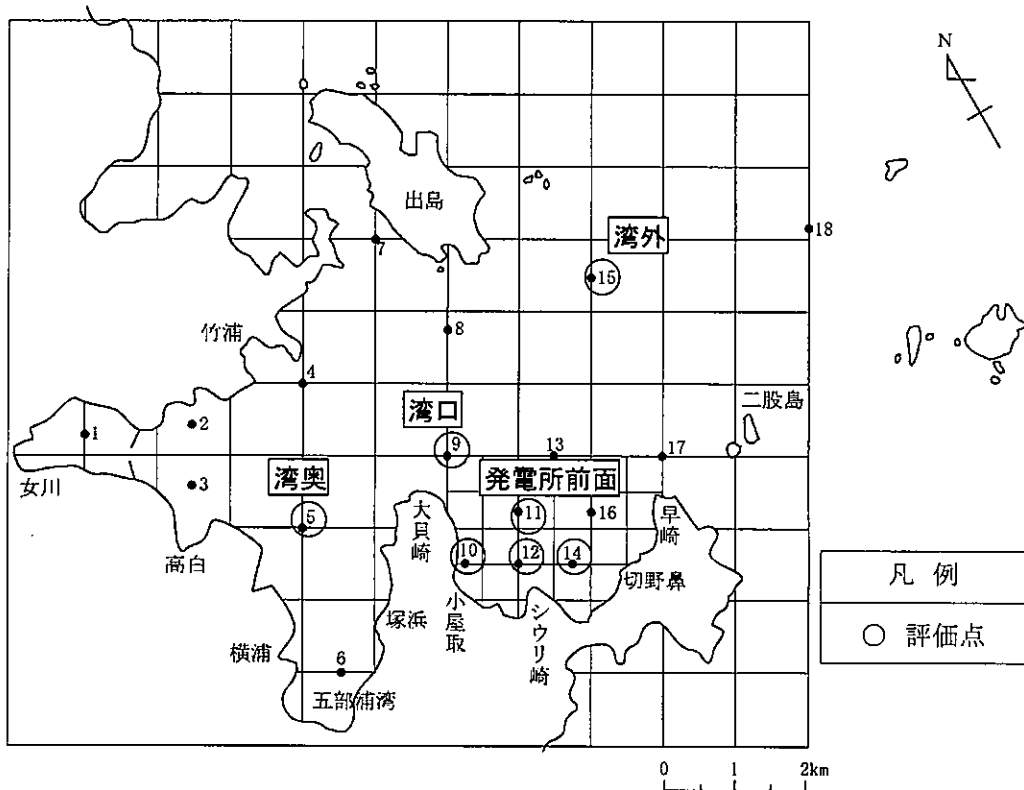 N
出島
湾外
18
7
15
竹浦
8
4
湾口
二股島
1
2
9
13
17
女川
3
湾奥
発電所前面
5
大貝崎
11
16
早崎
高白
10
12
14
切野鼻
凡 例
塚浜
小屋取
シウリ崎
○ 評価点
横浦
6
五部浦湾
0 1 2km